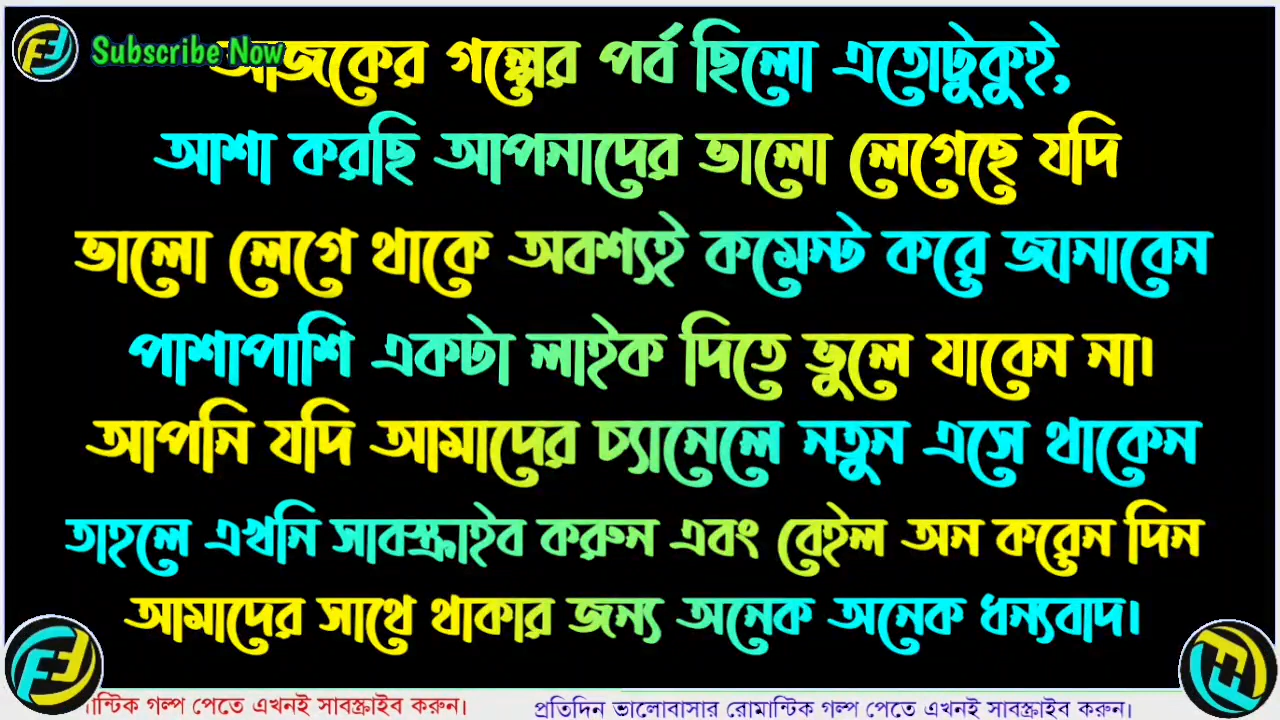 Subscribe Now
আজকের গল্পের পর্ব ছিলো এতোটুকুই,
আশা করছি আপনাদের ভালো লেগেছে যদি
ভালো লেগে থাকে অবশ্যই কমেন্ট করে জানাবেন
পাশাপাশি একটা লাইক দিতে ভুলে যাবেন না।
আপনি যদি আমাদের চ্যানেলে নতুন এসে থাকেন
তাহলে এখনি সাবস্ক্রাইব করুন এবং বেইল অন করেন দিন
আমাদের সাথে থাকার জন্য অনেক অনেক ধন্যবাদ।
গল্প পেতে এখনই সাবস্ক্রাইব করুন।
প্রতিদিন ভালোবাসার রোমান্টিক গল্প পেতে এখনই সাবস্ক্রাইব করুন।